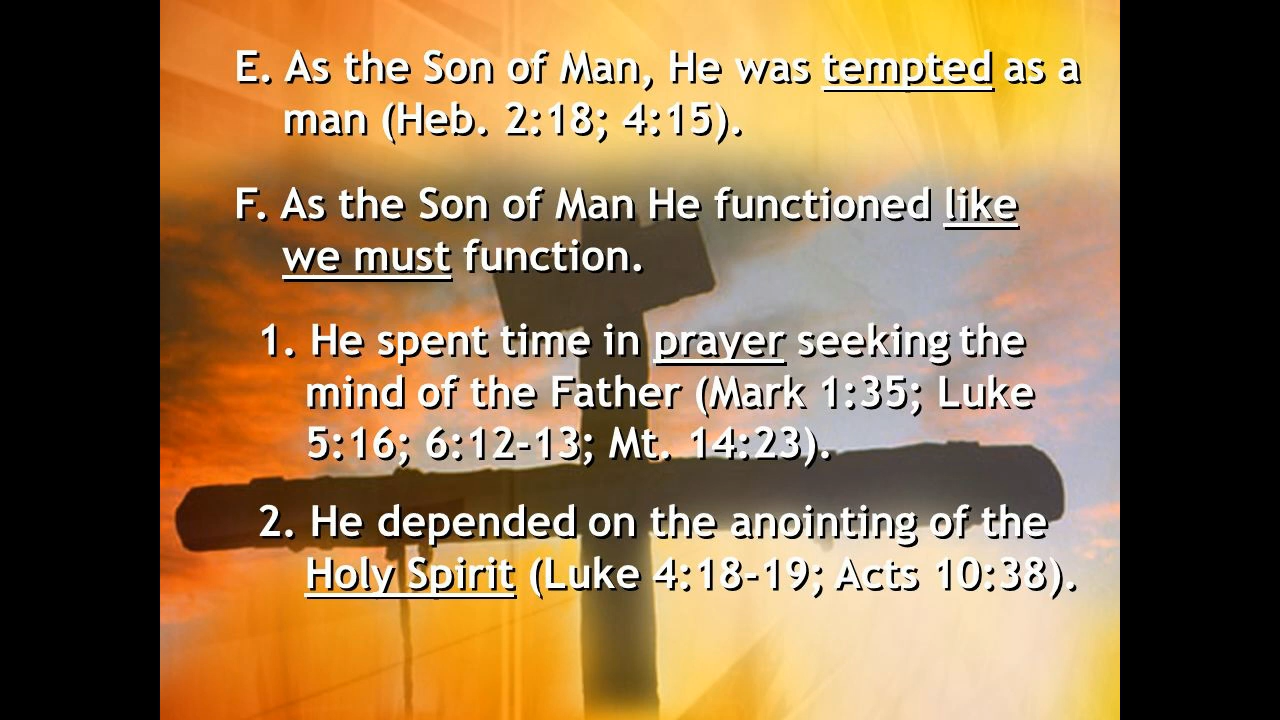 E. As the Son of Man, He was tempted as a
man (Heb. 2:18; 4:15).
F. As the Son of Man He functioned like
we must function.
1. He spent time in prayer seeking the
mind of the Father (Mark 1:35; Luke
5:16; 6:12-13; Mt. 14:23).
2. He depended on the anointing of the
Holy Spirit (Luke 4:18-19; Acts 10:38).